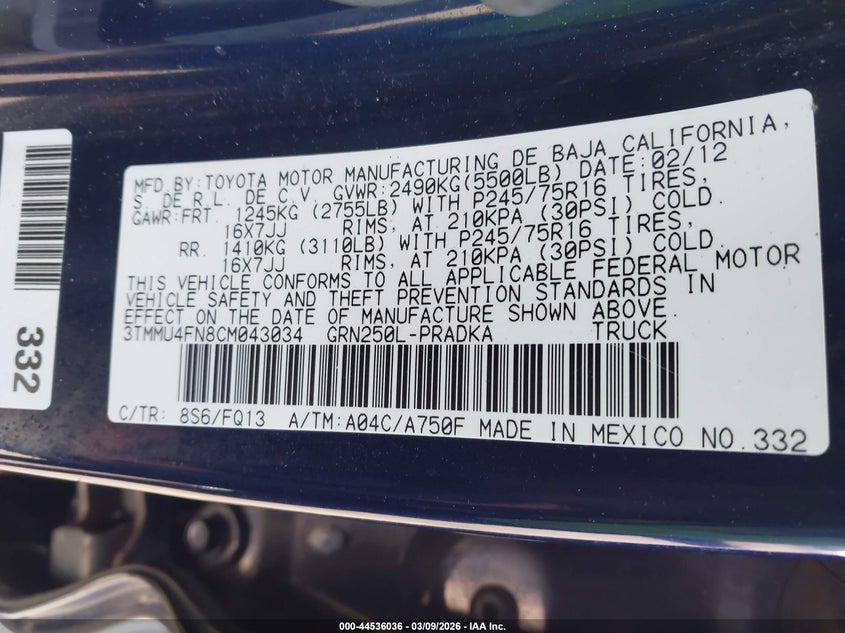 MFD BY:TOYOTA MOTOR MANUFACTURING DE BAJA CALIFORNIA,
S. DE R.L. DE C.V. GVWR:2490KG(5500LB) DATE:02/12
GAWR:FRT. 1245KG (2755LB) WITH P245/75R16 TIRES,
16X7JJ RIMS, AT 210KPA (30PSI) COLD.
RR. 1410KG (3110LB) WITH P245/75R16 TIRES,
16X7JJ RIMS, AT 210KPA (30PSI) COLD.
THIS VEHICLE CONFORMS TO ALL APPLICABLE FEDERAL MOTOR
VEHICLE SAFETY AND THEFT PREVENTION STANDARDS IN
EFFECT ON THE DATE OF MANUFACTURE SHOWN ABOVE.
3TMMU4FN8CM043034 GRN250L-PRADKA TRUCK
C/TR: 8S6/FQ13 A/TM:A04C/A750F MADE IN MEXICO NO.332
332
000-44536036 - 03/09/2026 - IAA Inc.